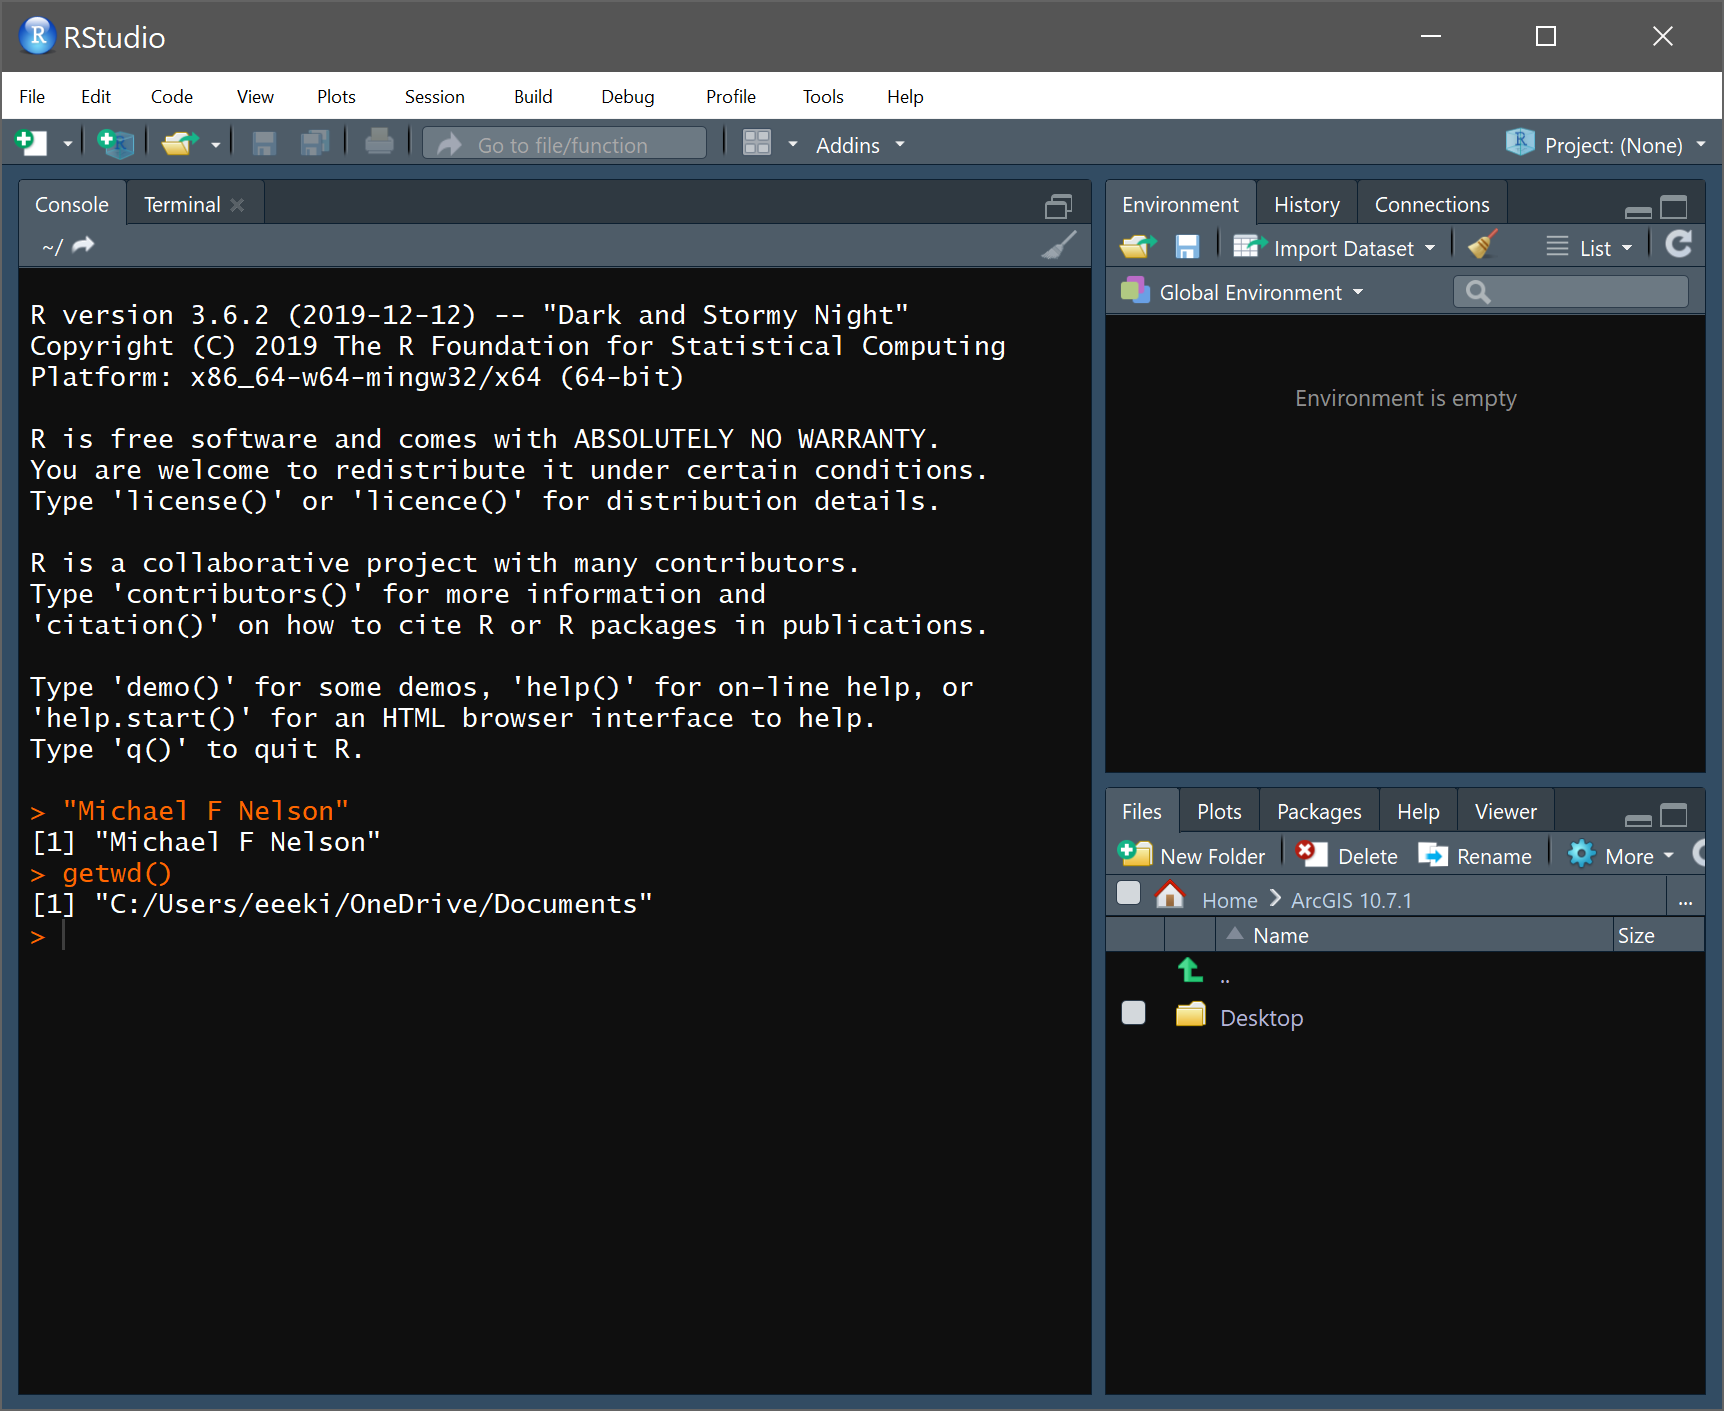 RStudio
File Edit Code View Plots Session Build Debug Profile Tools Help
Go to file/function Addins Project: (None)
Console Terminal
~/
R version 3.6.2 (2019-12-12) -- "Dark and Stormy Night"
Copyright (C) 2019 The R Foundation for Statistical Computing
Platform: x86_64-w64-mingw32/x64 (64-bit)
R is free software and comes with ABSOLUTELY NO WARRANTY.
You are welcome to redistribute it under certain conditions.
Type 'license()' or 'licence()' for distribution details.
R is a collaborative project with many contributors.
Type 'contributors()' for more information and
'citation()' on how to cite R or R packages in publications.
Type 'demo()' for some demos, 'help()' for on-line help, or
'help.start()' for an HTML browser interface to help.
Type 'q()' to quit R.
> "Michael F Nelson"
[1] "Michael F Nelson"
> getwd()
[1] "C:/Users/eeeki/OneDrive/Documents"
>
Environment History Connections
Import Dataset List
Global Environment
Environment is empty
Files Plots Packages Help Viewer
New Folder Delete Rename More
Home ArcGIS 10.7.1 ...
Name Size
..
Desktop